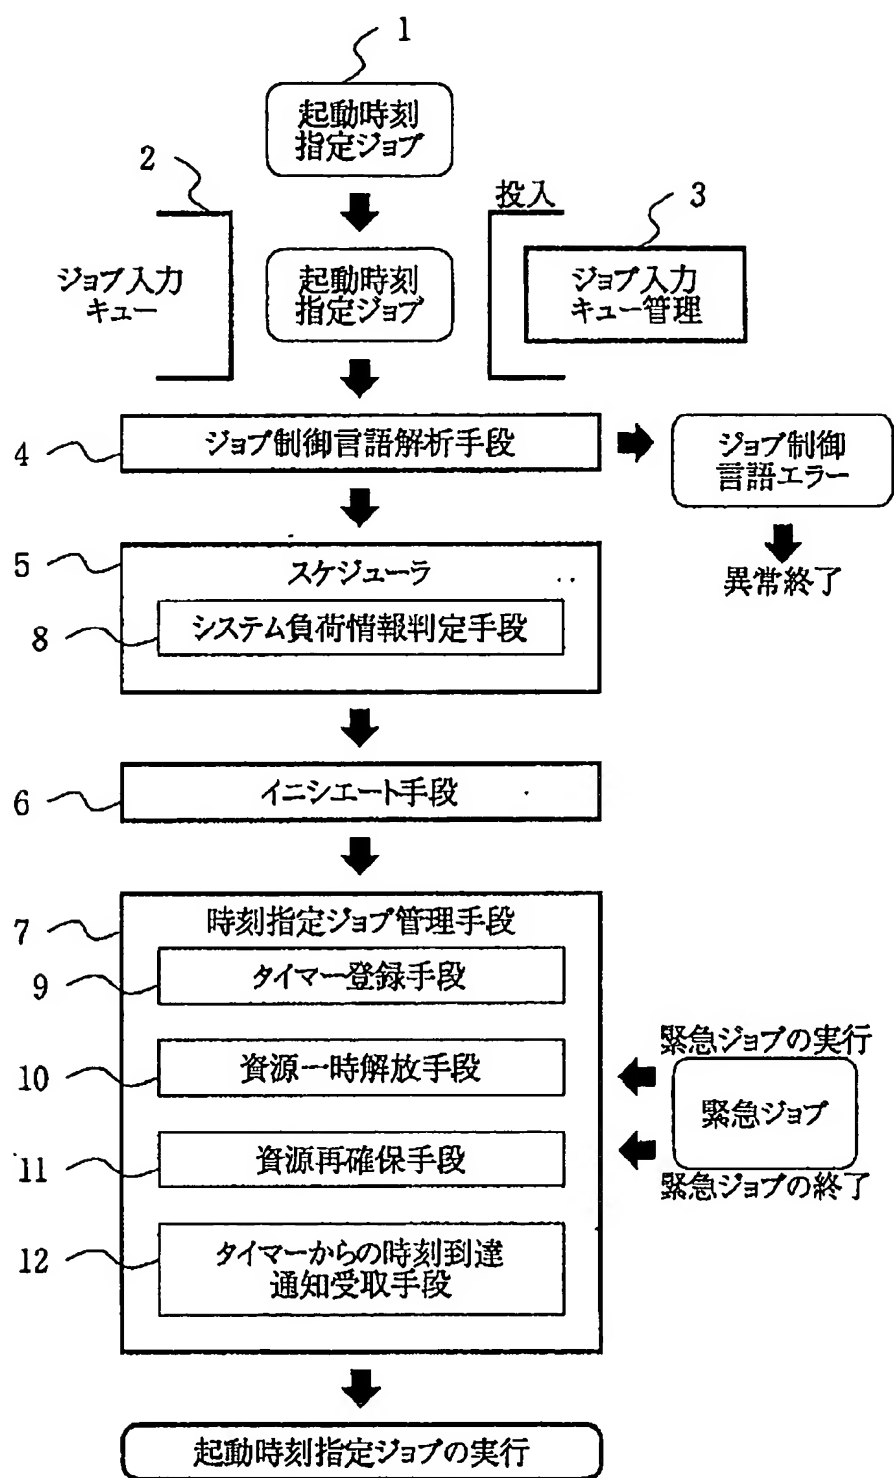 1
起動時刻
指定ジョブ
2
投入
3
ジョブ入力
キュー
起動時刻
指定ジョブ
ジョブ入力
キュー管理
4
ジョブ制御言語解析手段
ジョブ制御
言語エラー
異常終了
5
スケジューラ
8
システム負荷情報判定手段
6
イニシエート手段
7
時刻指定ジョブ管理手段
9
タイマー登録手段
10
資源一時解放手段
緊急ジョブの実行
緊急ジョブ
11
資源再確保手段
緊急ジョブの終了
12
タイマーからの時刻到達
通知受取手段
起動時刻指定ジョブの実行